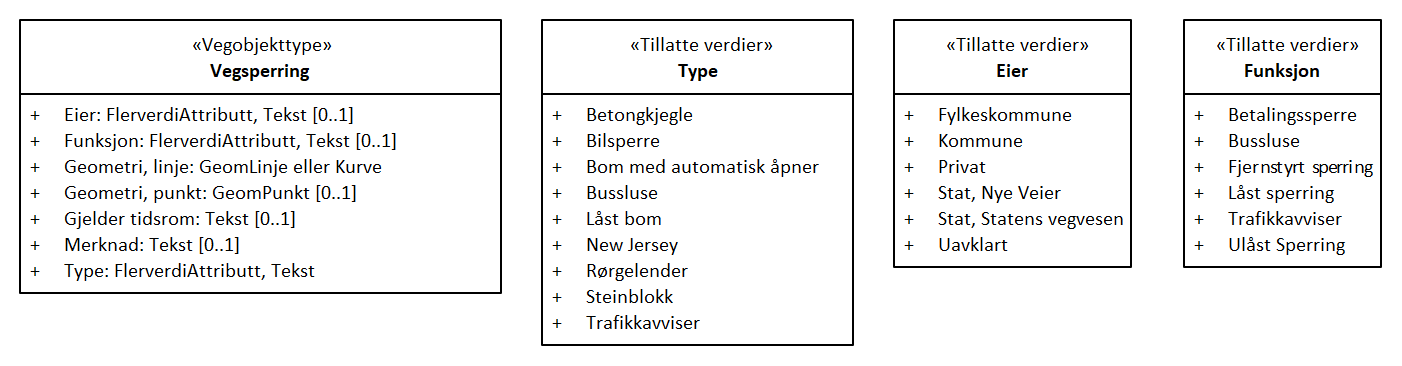 «Vegobjekttype»
Vegsperring
+ Eier: FlerverdiAttributt, Tekst [0..1]
+ Funksjon: FlerverdiAttributt, Tekst [0..1]
+ Geometri, linje: GeomLinje eller Kurve
+ Geometri, punkt: GeomPunkt [0..1]
+ Gjelder tidsrom: Tekst [0..1]
+ Merknad: Tekst [0..1]
+ Type: FlerverdiAttributt, Tekst
«Tillatte verdier»
Type
+ Betongkjegle
+ Bilsperre
+ Bom med automatisk åpner
+ Bussluse
+ Låst bom
+ New Jersey
+ Rørgelender
+ Steinblokk
+ Trafikkavviser
«Tillatte verdier»
Eier
+ Fylkeskommune
+ Kommune
+ Privat
+ Stat, Nye Veier
+ Stat, Statens vegvesen
+ Uavklart
«Tillatte verdier»
Funksjon
+ Betalingssperre
+ Bussluse
+ Fjernstyrt sperring
+ Låst sperring
+ Trafikkavviser
+ Ulåst Sperring